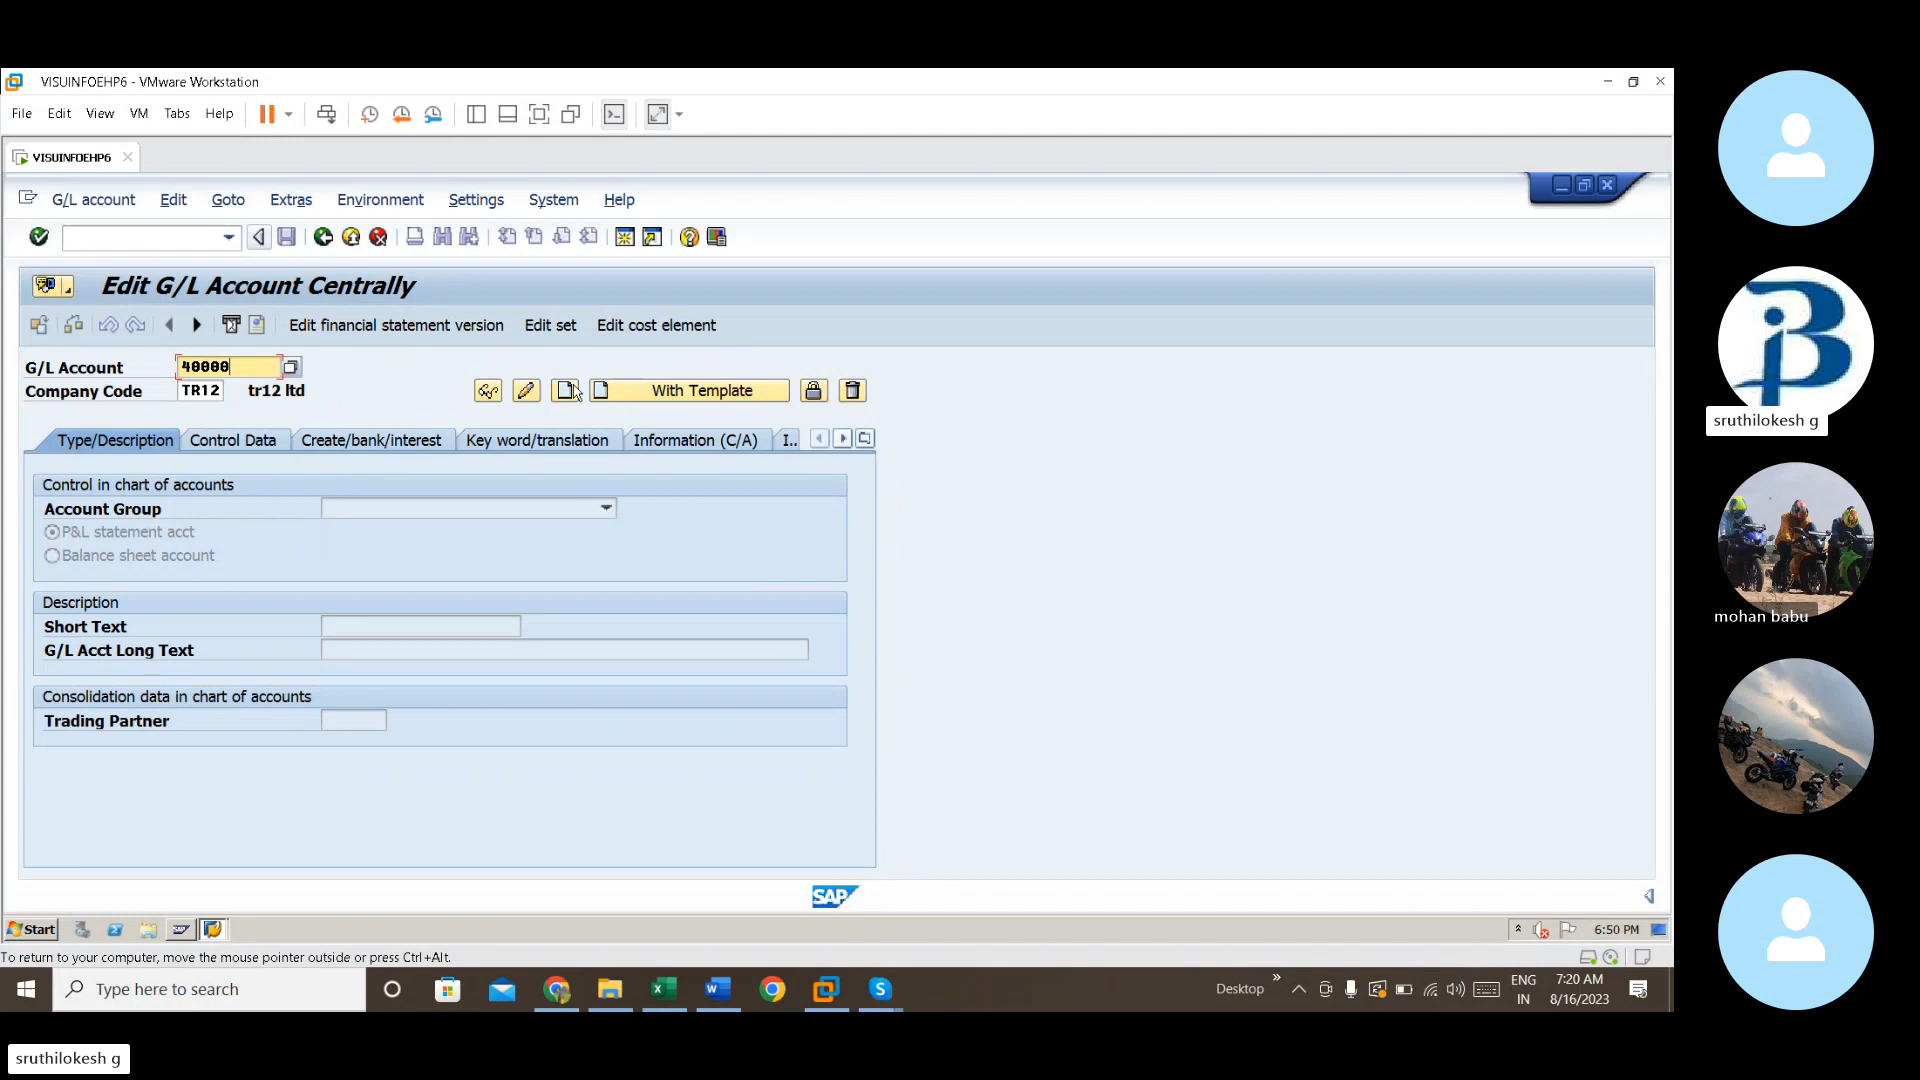 VISUINFOEHP6 - VMware Workstation
File Edit View VM Tabs Help
VISUINFOEHP6
G/L account Edit Goto Extras Environment Settings System Help
Edit G/L Account Centrally
Edit financial statement version Edit set Edit cost element
G/L Account 40000
Company Code TR12 tr12 ltd
With Template
Type/Description Control Data Create/bank/interest Key word/translation Information (C/A) I..
Control in chart of accounts
Account Group
P&L statement acct
Balance sheet account
Description
Short Text
G/L Acct Long Text
Consolidation data in chart of accounts
Trading Partner
SAP
Start
6:50 PM
To return to your computer, move the mouse pointer outside or press Ctrl+Alt.
Type here to search
Desktop
ENG
IN
7:20 AM
8/16/2023
sruthilokesh g
mohan babu
sruthilokesh g